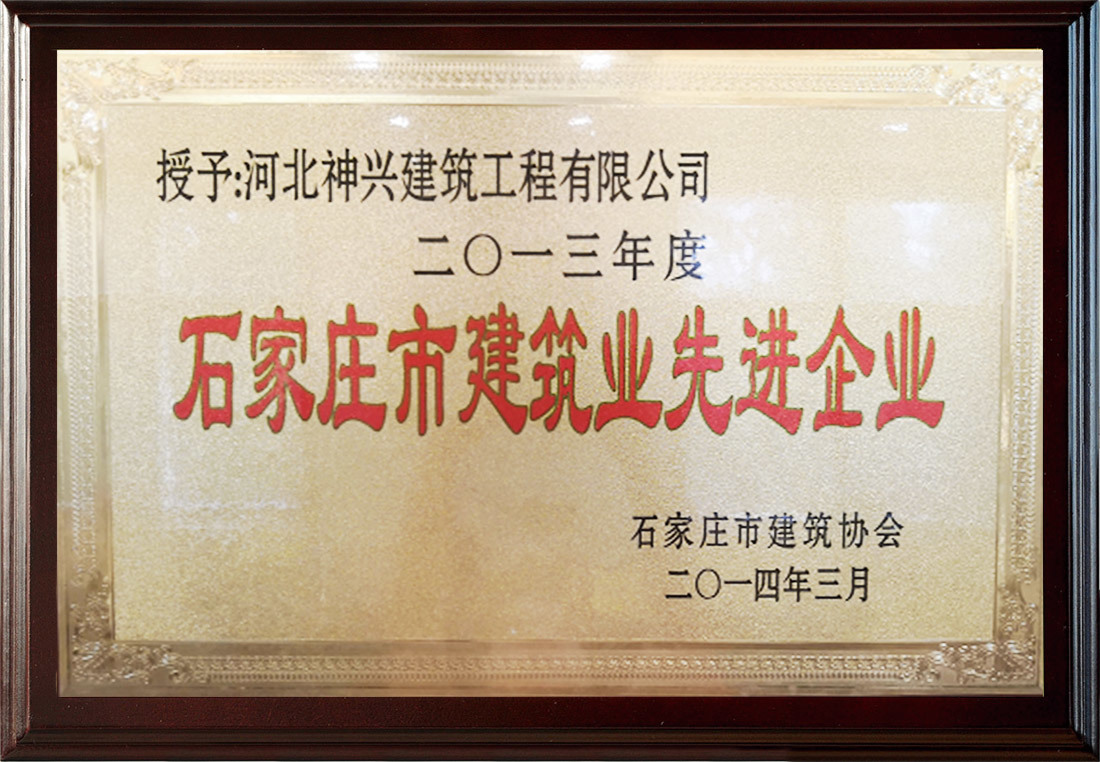 授予:河北神兴建筑工程有限公司
二〇一三年度
石家庄市建筑业先进企业
石家庄市建筑协会
二〇一四年三月